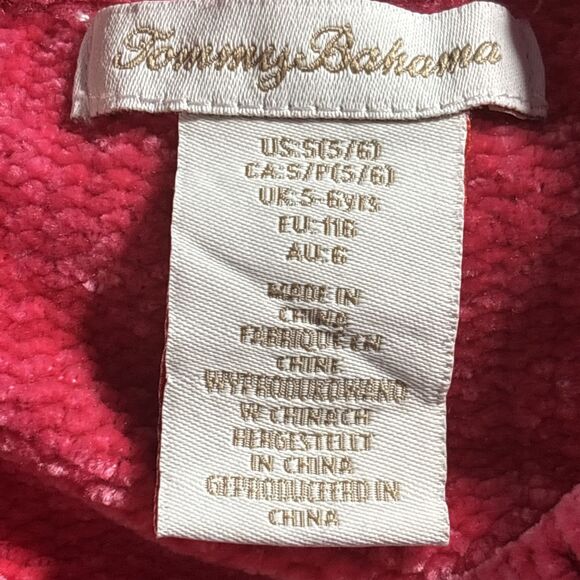 Tommy Bahama
US:S(5/6)
CA:S/P(5/6)
UK:5-6yrs
EU:116
AU:6
MADE IN
CHINA
FABRIQUE EN
CHINE
WYPRODUKOWANO
W CHINACH
HERGESTELLT
IN CHINA
GEPRODUCEERD IN
CHINA